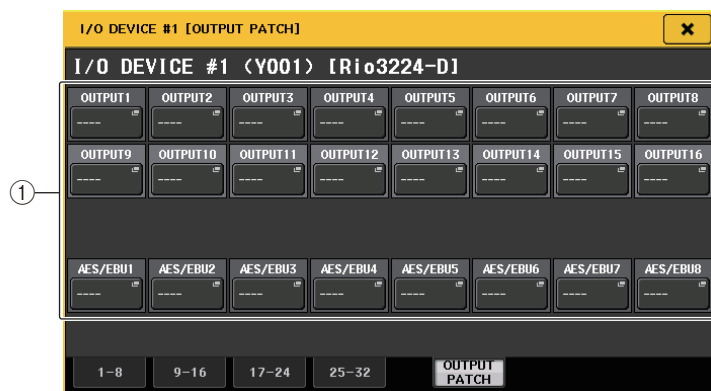 I/O DEVICE #1 [OUTPUT PATCH]
I/O DEVICE #1 (Y001) [Rio3224-D]
OUTPUT1 OUTPUT2 OUTPUT3 OUTPUT4 OUTPUT5 OUTPUT6 OUTPUT7 OUTPUT8
---- ---- ---- ---- ---- ---- ---- ----
OUTPUT9 OUTPUT10 OUTPUT11 OUTPUT12 OUTPUT13 OUTPUT14 OUTPUT15 OUTPUT16
---- ---- ---- ---- ---- ---- ---- ----
①
AES/EBU1 AES/EBU2 AES/EBU3 AES/EBU4 AES/EBU5 AES/EBU6 AES/EBU7 AES/EBU8
---- ---- ---- ---- ---- ---- ---- ----
1-8 9-16 17-24 25-32 OUTPUT
PATCH